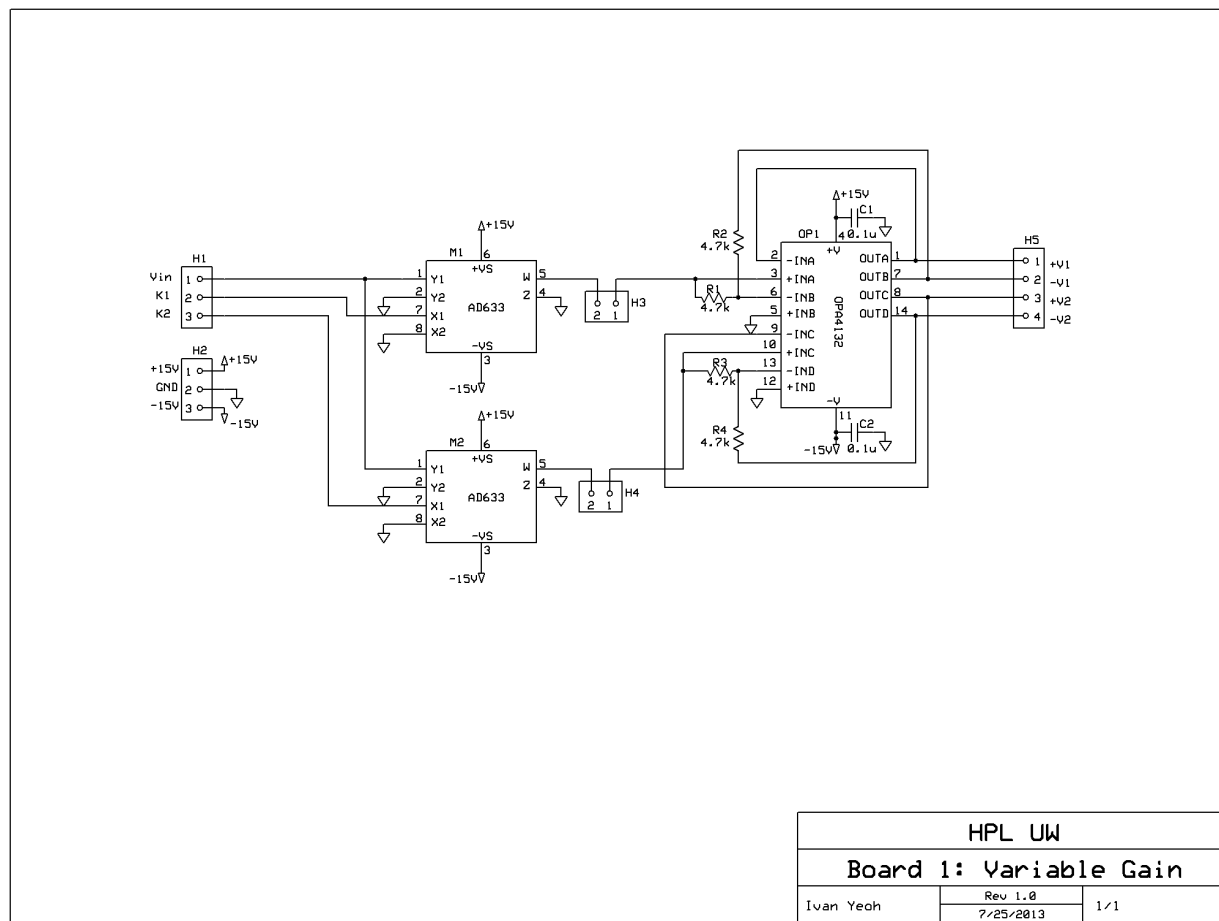 +15V
C1
0.1u
OP1
4
+V
R2
4.7k
H5
H1
M1
+15V
6
+VS
2 -INA OUTA 1
1 +V1
Vin 1
1 Y1 W 5
3 +INA OUTB 7
2 -V1
K1 2
2 Y2 Z 4
R1
4.7k
6 -INB OUTC 8
3 +V2
K2 3
7 X1
AD633
2 1 H3
5 +INB OUTD 14
4 -V2
8 X2
9 -INC
OPA4132
H2
-VS
3
10 +INC
+15V 1 +15V
R3
4.7k
13 -IND
GND 2
-15V
12 +IND
-15V 3 -15V
-V
11
C2
0.1u
-15V
R4
4.7k
M2
+15V
6
+VS
1 Y1 W 5
2 Y2 Z 4
7 X1
AD633
2 1 H4
8 X2
-VS
3
-15V
HPL UW
Board 1: Variable Gain
Ivan Yeoh
Rev 1.0
7/25/2013
1/1